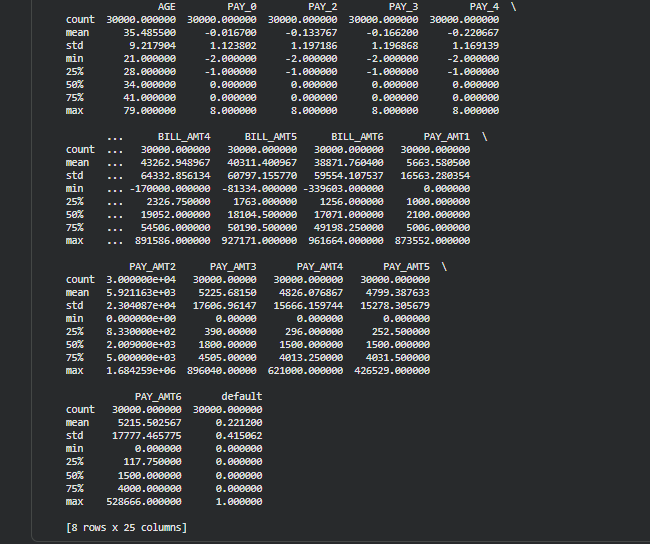 AGE PAY_0 PAY_2 PAY_3 PAY_4 \
count 30000.000000 30000.000000 30000.000000 30000.000000 30000.000000
mean 35.485500 -0.016700 -0.133767 -0.166200 -0.220667
std 9.217904 1.123802 1.197186 1.196868 1.169139
min 21.000000 -2.000000 -2.000000 -2.000000 -2.000000
25% 28.000000 -1.000000 -1.000000 -1.000000 -1.000000
50% 34.000000 0.000000 0.000000 0.000000 0.000000
75% 41.000000 0.000000 0.000000 0.000000 0.000000
max 79.000000 8.000000 8.000000 8.000000 8.000000
... BILL_AMT4 BILL_AMT5 BILL_AMT6 PAY_AMT1 \
count ... 30000.000000 30000.000000 30000.000000 30000.000000
mean ... 43262.948967 40311.400967 38871.760400 5663.580500
std ... 64332.856134 60797.155770 59554.107537 16563.280354
min ... -170000.000000 -81334.000000 -339603.000000 0.000000
25% ... 2326.750000 1763.000000 1256.000000 1000.000000
50% ... 19052.000000 18104.500000 17071.000000 2100.000000
75% ... 54506.000000 50190.500000 49198.250000 5006.000000
max ... 891586.000000 927171.000000 961664.000000 873552.000000
PAY_AMT2 PAY_AMT3 PAY_AMT4 PAY_AMT5 \
count 3.000000e+04 30000.00000 30000.000000 30000.000000
mean 5.921163e+03 5225.68150 4826.076867 4799.387633
std 2.304087e+04 17606.96147 15666.159744 15278.305679
min 0.000000e+00 0.00000 0.000000 0.000000
25% 8.330000e+02 390.00000 296.000000 252.500000
50% 2.009000e+03 1800.00000 1500.000000 1500.000000
75% 5.000000e+03 4505.00000 4013.250000 4031.500000
max 1.684259e+06 896040.00000 621000.000000 426529.000000
PAY_AMT6 default
count 30000.000000 30000.000000
mean 5215.502567 0.221200
std 17777.465775 0.415062
min 0.000000 0.000000
25% 117.750000 0.000000
50% 1500.000000 0.000000
75% 4000.000000 0.000000
max 528666.000000 1.000000
[8 rows x 25 columns]